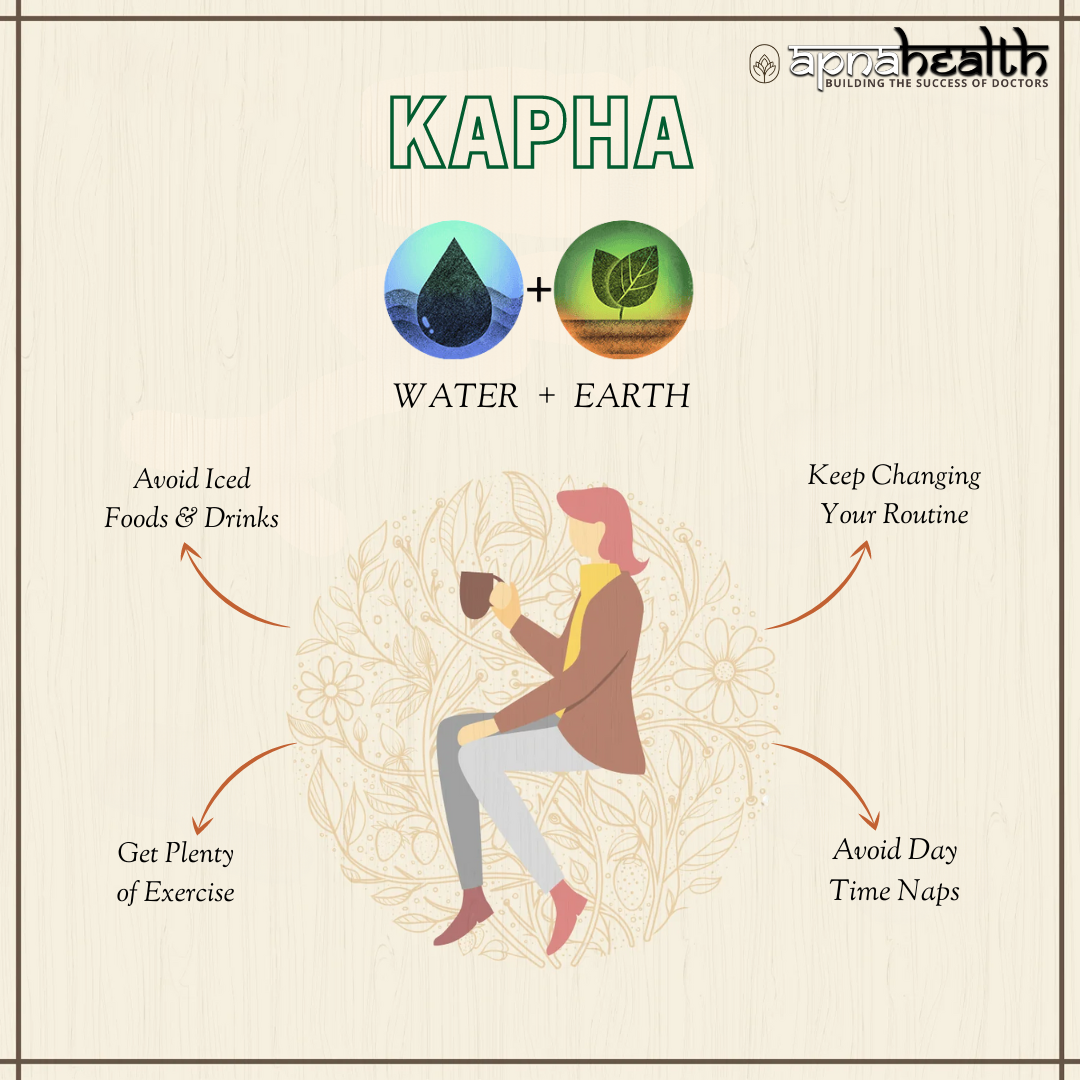 apnahealth
BUILDING THE SUCCESS OF DOCTORS
KAPHA
+
WATER + EARTH
Avoid Iced
Foods & Drinks
Keep Changing
Your Routine
Get Plenty
of Exercise
Avoid Day
Time Naps